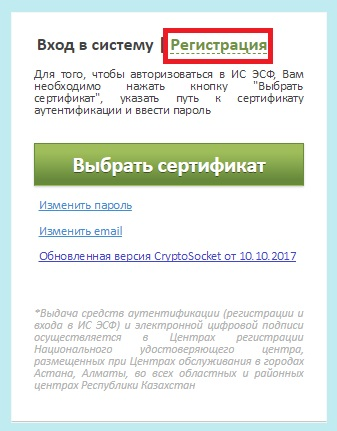 Вход в систему | Регистрация
Для того, чтобы авторизоваться в ИС ЭСФ, Вам
необходимо нажать кнопку "Выбрать
сертификат", указать путь к сертификату
аутентификации и ввести пароль
Выбрать сертификат
Изменить пароль
Изменить email
Обновленная версия CryptoSocket от 10.10.2017
*Выдача средств аутентификации (регистрации и
входа в ИС ЭСФ) и электронной цифровой подписи
осуществляется в Центрах регистрации
Национального удостоверяющего центра,
размещенных при Центрах обслуживания в городах
Астана, Алматы, во всех областных и районных
центрах Республики Казахстан